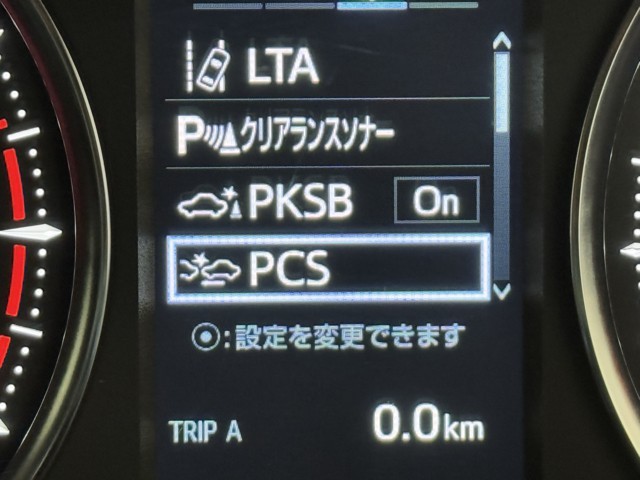 LTA
P クリアランスソナー
PKSB On
PCS
:設定を変更できます
TRIP A 0.0km